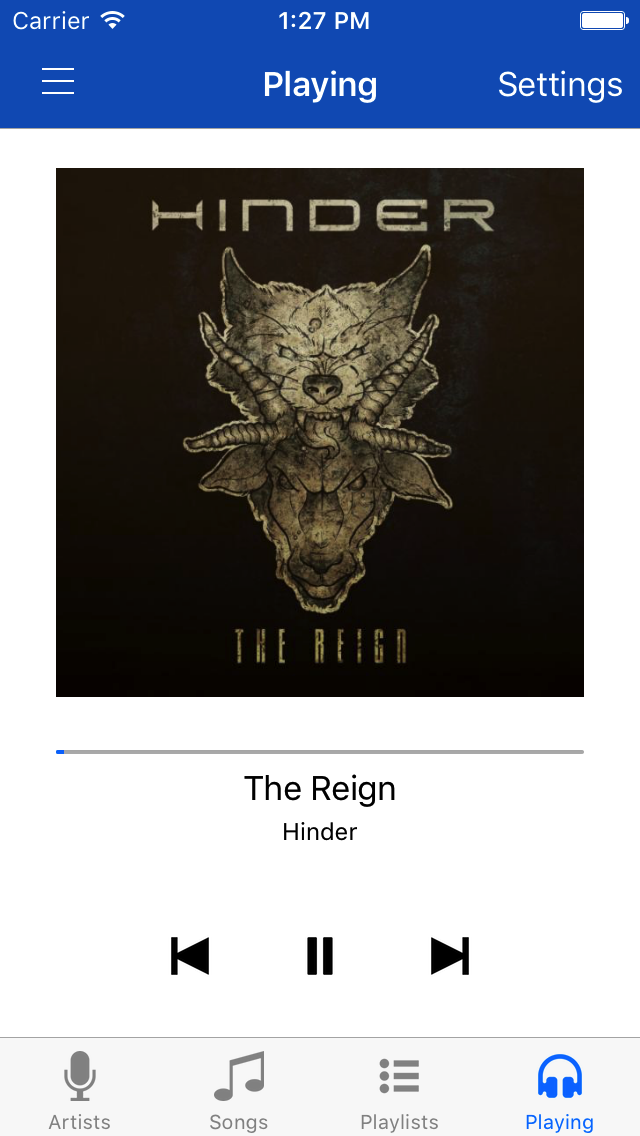 Carrier 1:27 PM
Playing Settings
HINDER
THE REIGN
The Reign
Hinder
Artists Songs Playlists Playing